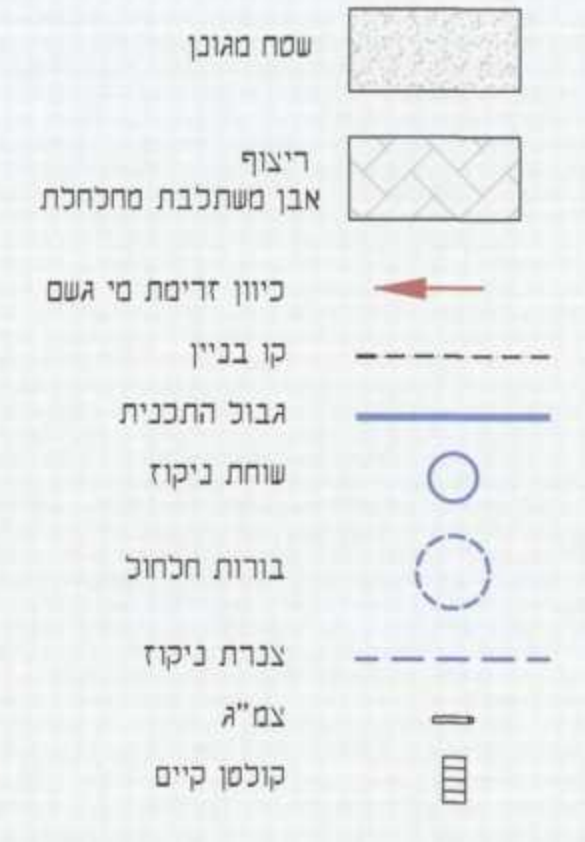 שטח מגונן
ריצוף
אבן משתלבת מחלחלת
כיוון זרימת מי גשם
קו בניין
גבול התכנית
שוחת ניקוז
בורות חלחול
צנרת ניקוז
צמ"ג
קולטן קיים